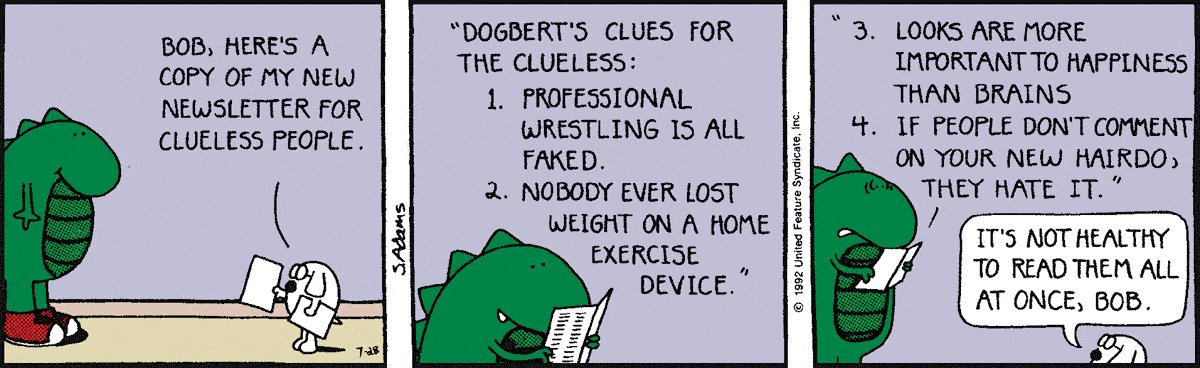 BOB, HERE'S A
COPY OF MY NEW
NEWSLETTER FOR
CLUELESS PEOPLE.
7-28
S.Adams
"DOGBERT'S CLUES FOR
THE CLUELESS:
1. PROFESSIONAL
WRESTLING IS ALL
FAKED.
2. NOBODY EVER LOST
WEIGHT ON A HOME
EXERCISE
DEVICE."
© 1992 United Feature Syndicate, Inc.
"3. LOOKS ARE MORE
IMPORTANT TO HAPPINESS
THAN BRAINS
4. IF PEOPLE DON'T COMMENT
ON YOUR NEW HAIRDO,
THEY HATE IT."
IT'S NOT HEALTHY
TO READ THEM ALL
AT ONCE, BOB.